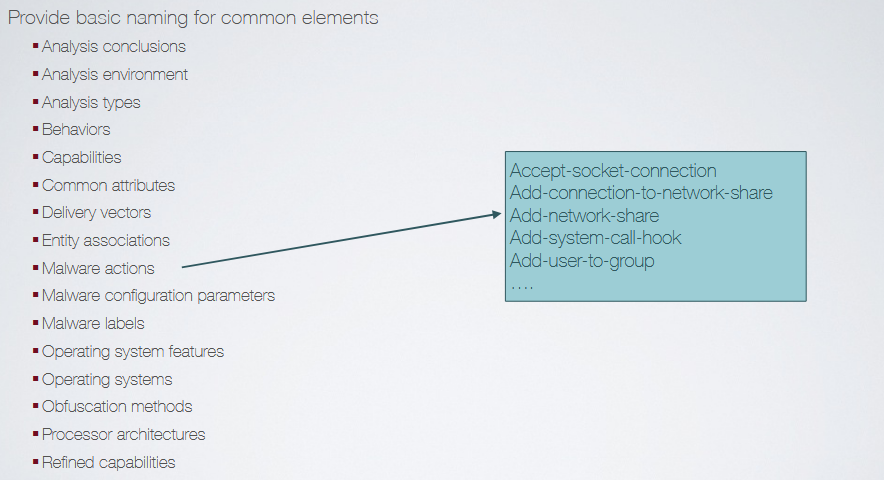 Provide basic naming for common elements
▪ Analysis conclusions
▪ Analysis environment
▪ Analysis types
▪ Behaviors
▪ Capabilities
▪ Common attributes
▪ Delivery vectors
▪ Entity associations
▪ Malware actions
▪ Malware configuration parameters
▪ Malware labels
▪ Operating system features
▪ Operating systems
▪ Obfuscation methods
▪ Processor architectures
▪ Refined capabilities
Accept-socket-connection
Add-connection-to-network-share
Add-network-share
Add-system-call-hook
Add-user-to-group
....